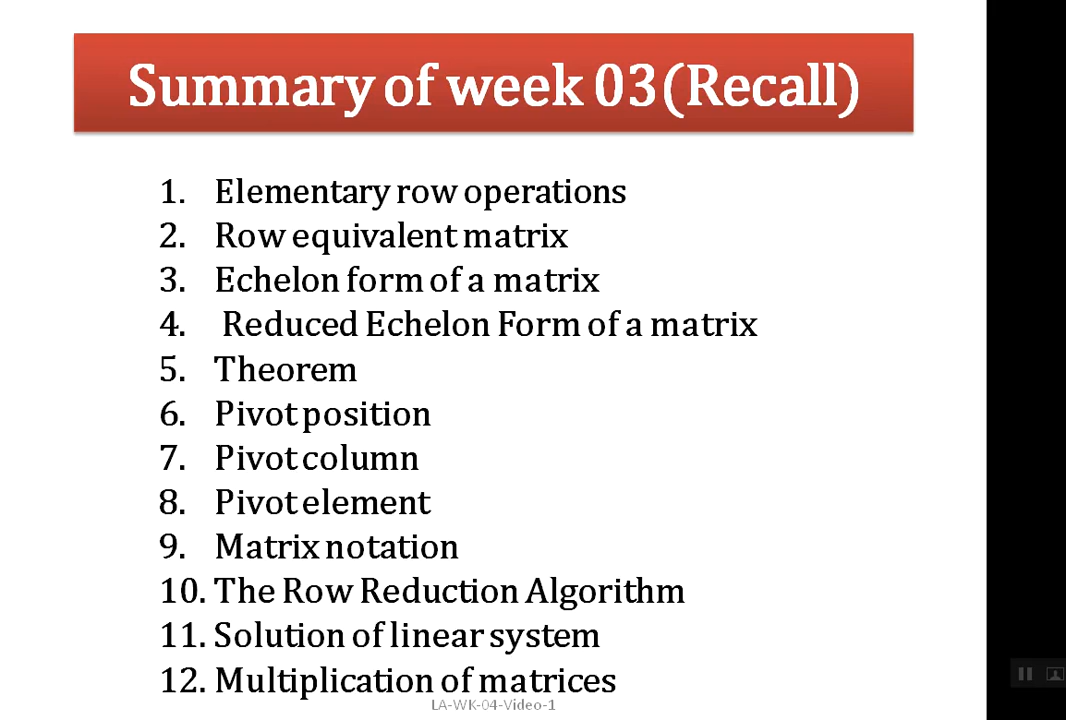 Summary of week 03(Recall)
1. Elementary row operations
2. Row equivalent matrix
3. Echelon form of a matrix
4. Reduced Echelon Form of a matrix
5. Theorem
6. Pivot position
7. Pivot column
8. Pivot element
9. Matrix notation
10. The Row Reduction Algorithm
11. Solution of linear system
12. Multiplication of matrices
LA-WK-04-Video-1